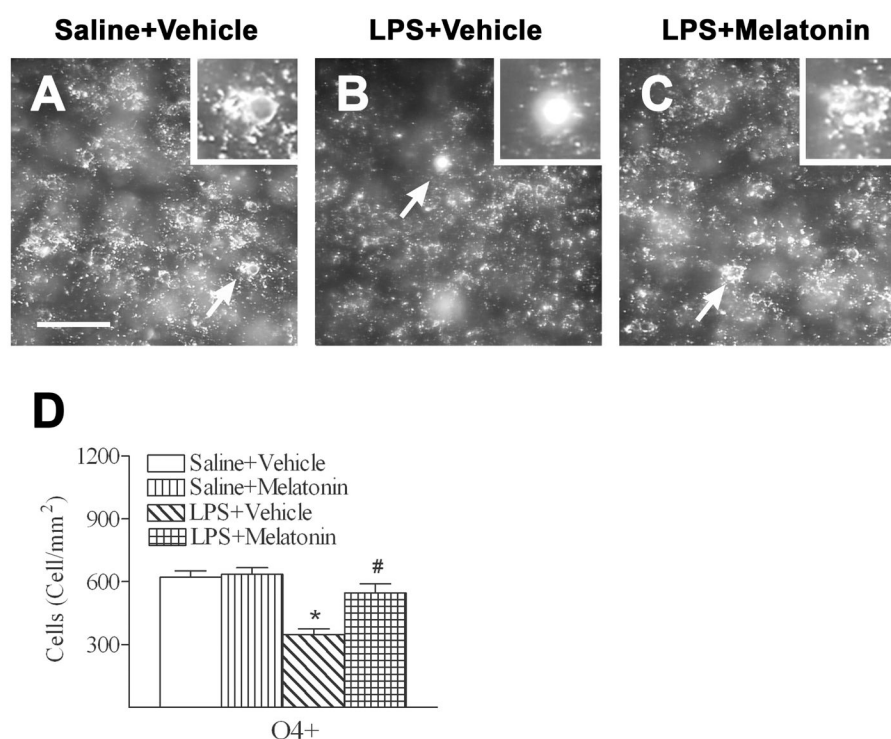 Saline+Vehicle LPS+Vehicle LPS+Melatonin
A B C
D
1200
900
600
300
Cells (Cell/mm²)
Saline+Vehicle
Saline+Melatonin
LPS+Vehicle
LPS+Melatonin
* #
O4+